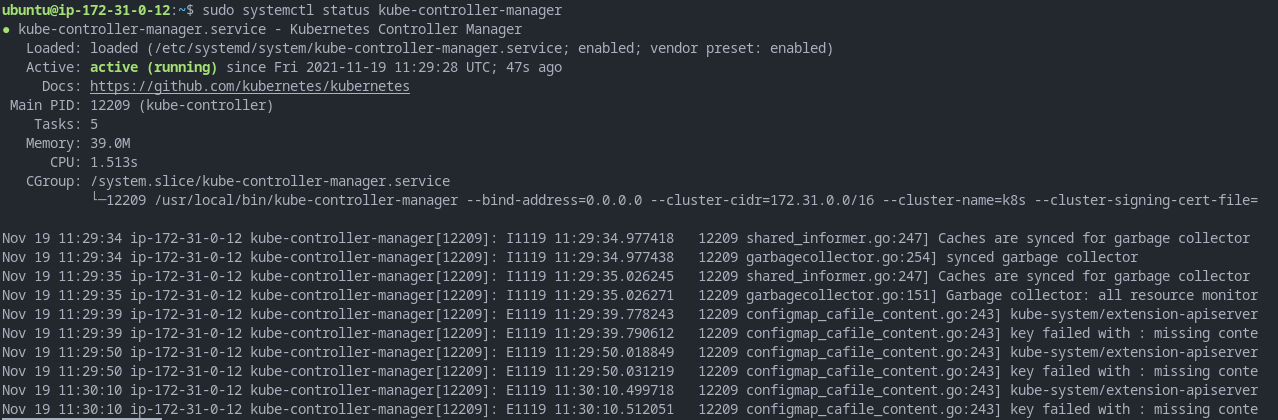 ubuntu@ip-172-31-0-12:~$ sudo systemctl status kube-controller-manager
● kube-controller-manager.service - Kubernetes Controller Manager
   Loaded: loaded (/etc/systemd/system/kube-controller-manager.service; enabled; vendor preset: enabled)
   Active: active (running) since Fri 2021-11-19 11:29:28 UTC; 47s ago
     Docs: https://github.com/kubernetes/kubernetes
 Main PID: 12209 (kube-controller)
    Tasks: 5
   Memory: 39.0M
      CPU: 1.513s
   CGroup: /system.slice/kube-controller-manager.service
           └─12209 /usr/local/bin/kube-controller-manager --bind-address=0.0.0.0 --cluster-cidr=172.31.0.0/16 --cluster-name=k8s --cluster-signing-cert-file=

Nov 19 11:29:34 ip-172-31-0-12 kube-controller-manager[12209]: I1119 11:29:34.977418   12209 shared_informer.go:247] Caches are synced for garbage collector
Nov 19 11:29:34 ip-172-31-0-12 kube-controller-manager[12209]: I1119 11:29:34.977438   12209 garbagecollector.go:254] synced garbage collector
Nov 19 11:29:35 ip-172-31-0-12 kube-controller-manager[12209]: I1119 11:29:35.026245   12209 shared_informer.go:247] Caches are synced for garbage collector
Nov 19 11:29:35 ip-172-31-0-12 kube-controller-manager[12209]: I1119 11:29:35.026271   12209 garbagecollector.go:151] Garbage collector: all resource monitor
Nov 19 11:29:39 ip-172-31-0-12 kube-controller-manager[12209]: E1119 11:29:39.778243   12209 configmap_cafile_content.go:243] kube-system/extension-apiserver
Nov 19 11:29:39 ip-172-31-0-12 kube-controller-manager[12209]: E1119 11:29:39.790612   12209 configmap_cafile_content.go:243] key failed with : missing conte
Nov 19 11:29:50 ip-172-31-0-12 kube-controller-manager[12209]: E1119 11:29:50.018849   12209 configmap_cafile_content.go:243] kube-system/extension-apiserver
Nov 19 11:29:50 ip-172-31-0-12 kube-controller-manager[12209]: E1119 11:29:50.031219   12209 configmap_cafile_content.go:243] key failed with : missing conte
Nov 19 11:30:10 ip-172-31-0-12 kube-controller-manager[12209]: E1119 11:30:10.499718   12209 configmap_cafile_content.go:243] kube-system/extension-apiserver
Nov 19 11:30:10 ip-172-31-0-12 kube-controller-manager[12209]: E1119 11:30:10.512051   12209 configmap_cafile_content.go:243] key failed with : missing conte